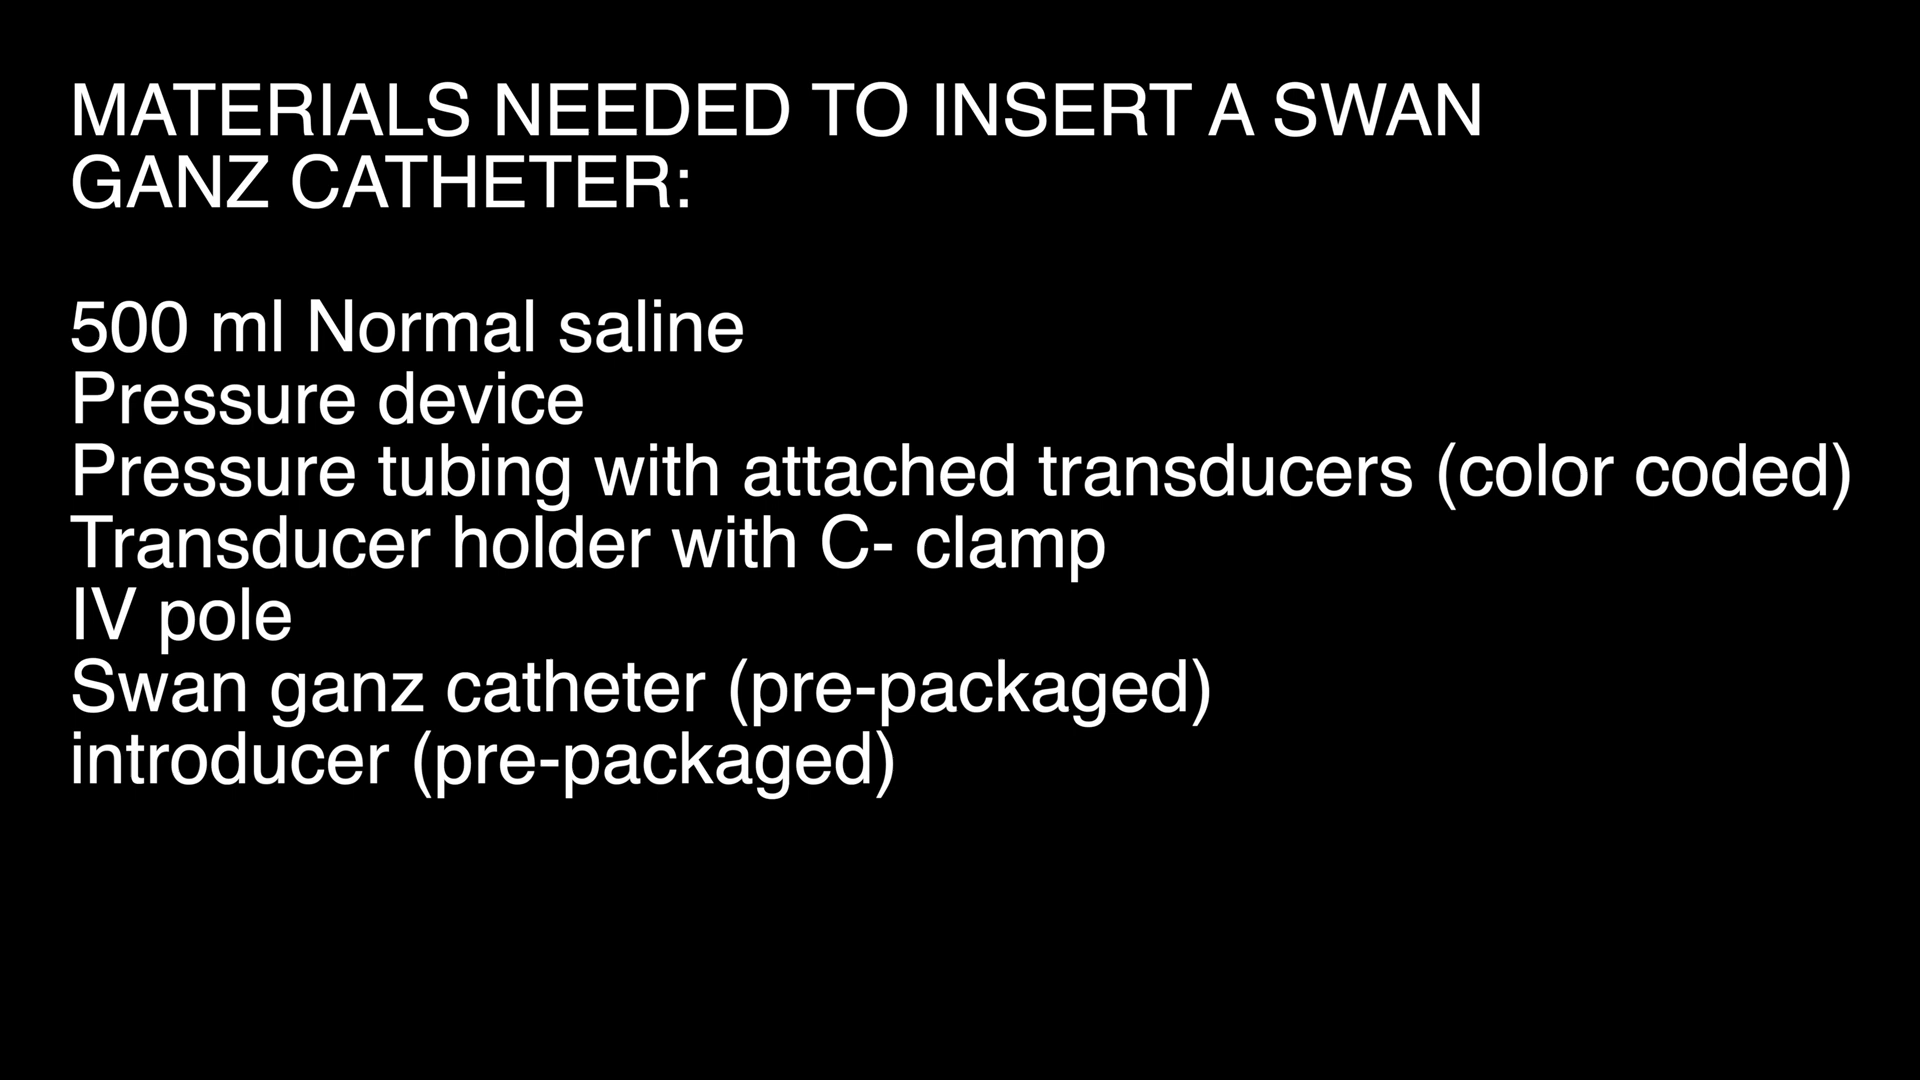 MATERIALS NEEDED TO INSERT A SWAN
GANZ CATHETER:
500 ml Normal saline
Pressure device
Pressure tubing with attached transducers (color coded)
Transducer holder with C- clamp
IV pole
Swan ganz catheter (pre-packaged)
introducer (pre-packaged)